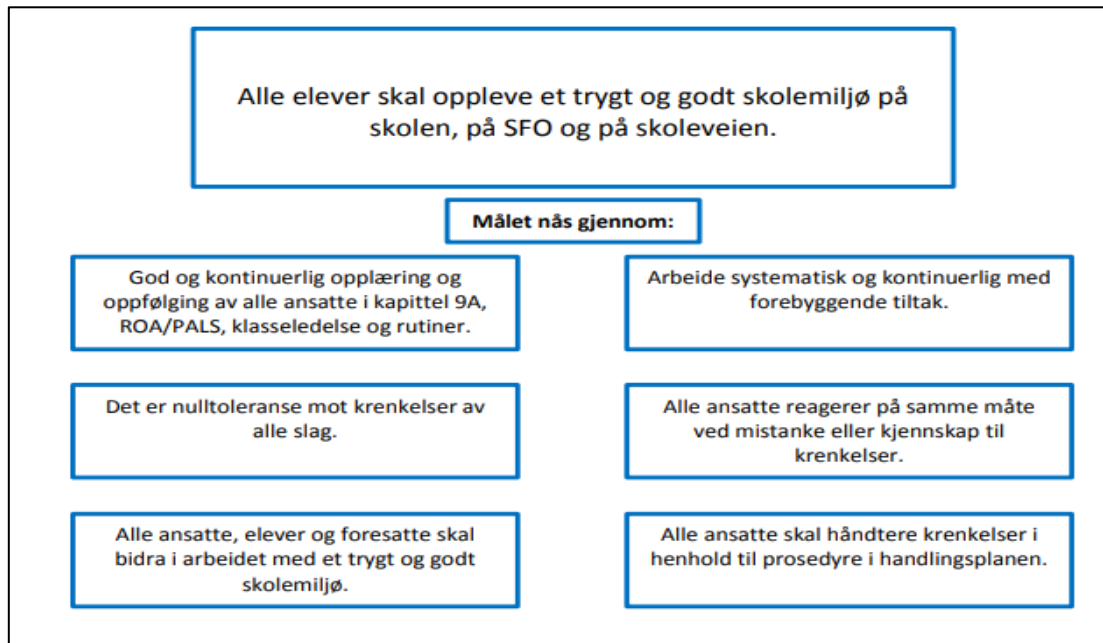 Alle elever skal oppleve et trygt og godt skolemiljø på
skolen, på SFO og på skoleveien.
Målet nås gjennom:
God og kontinuerlig opplæring og
oppfølging av alle ansatte i kapittel 9A,
ROA/PALS, klasseledelse og rutiner.
Arbeide systematisk og kontinuerlig med
forebyggende tiltak.
Det er nulltoleranse mot krenkelser av
alle slag.
Alle ansatte reagerer på samme måte
ved mistanke eller kjennskap til
krenkelser.
Alle ansatte, elever og foresatte skal
bidra i arbeidet med et trygt og godt
skolemiljø.
Alle ansatte skal håndtere krenkelser i
henhold til prosedyre i handlingsplanen.